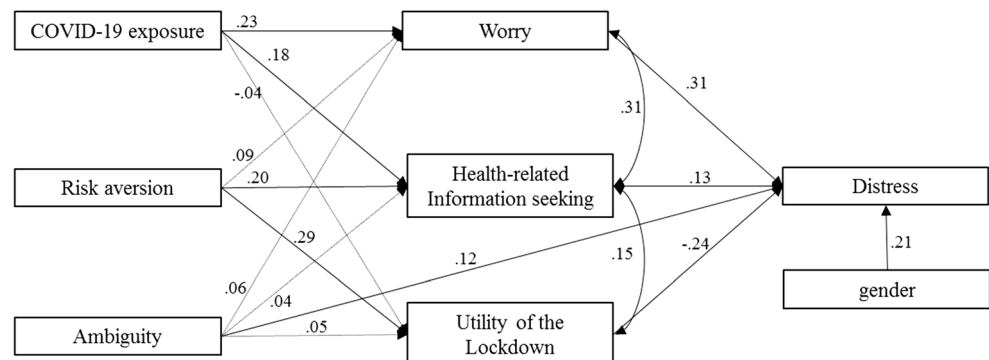 COVID-19 exposure
.23
Worry
.18
.31
-.04
.31
.09
Risk aversion
.20
Health-related
Information seeking
.13
Distress
.29
.12
.15
-.24
.21
.06
.04
gender
Ambiguity
.05
Utility of the
Lockdown